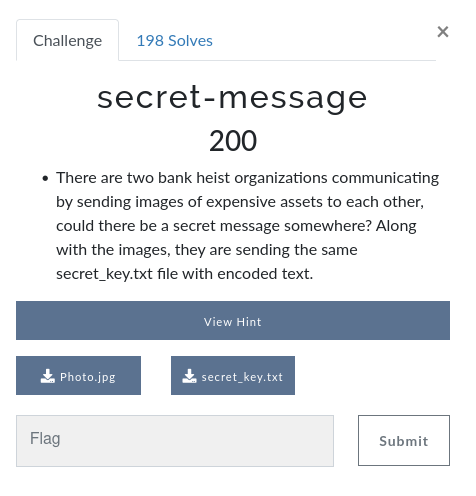 Challenge
198 Solves
×
secret-message
200
• There are two bank heist organizations communicating
by sending images of expensive assets to each other,
could there be a secret message somewhere? Along
with the images, they are sending the same
secret_key.txt file with encoded text.
View Hint
Photo.jpg
secret_key.txt
Flag
Submit